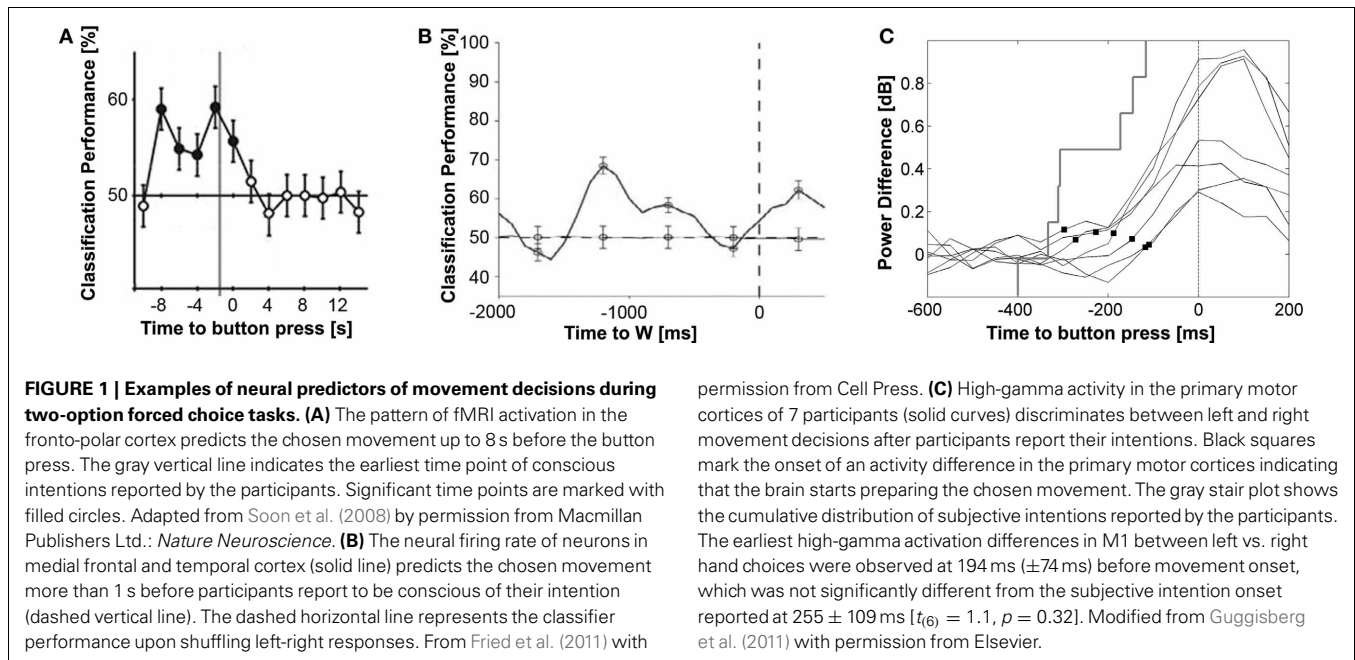 A
Classification Performance [%]
60
50
-8 -4 0 4 8 12
Time to button press [s]
B
Classification Performance [%]
100
90
80
70
60
50
40
-2000 -1000 0
Time to W [ms]
C
Power Difference [dB]
0.8
0.6
0.4
0.2
0
-600 -400 -200 0 200
Time to button press [ms]
FIGURE 1 | Examples of neural predictors of movement decisions during
two-option forced choice tasks. (A) The pattern of fMRI activation in the
fronto-polar cortex predicts the chosen movement up to 8 s before the button
press. The gray vertical line indicates the earliest time point of conscious
intentions reported by the participants. Significant time points are marked with
filled circles. Adapted from Soon et al. (2008) by permission from Macmillan
Publishers Ltd.: Nature Neuroscience. (B) The neural firing rate of neurons in
medial frontal and temporal cortex (solid line) predicts the chosen movement
more than 1 s before participants report to be conscious of their intention
(dashed vertical line). The dashed horizontal line represents the classifier
performance upon shuffling left-right responses. From Fried et al. (2011) with
permission from Cell Press. (C) High-gamma activity in the primary motor
cortices of 7 participants (solid curves) discriminates between left and right
movement decisions after participants report their intentions. Black squares
mark the onset of an activity difference in the primary motor cortices indicating
that the brain starts preparing the chosen movement. The gray stair plot shows
the cumulative distribution of subjective intentions reported by the participants.
The earliest high-gamma activation differences in M1 between left vs. right
hand choices were observed at 194 ms (±74 ms) before movement onset,
which was not significantly different from the subjective intention onset
reported at 255 ± 109 ms [t(6) = 1.1, p = 0.32]. Modified from Guggisberg
et al. (2011) with permission from Elsevier.